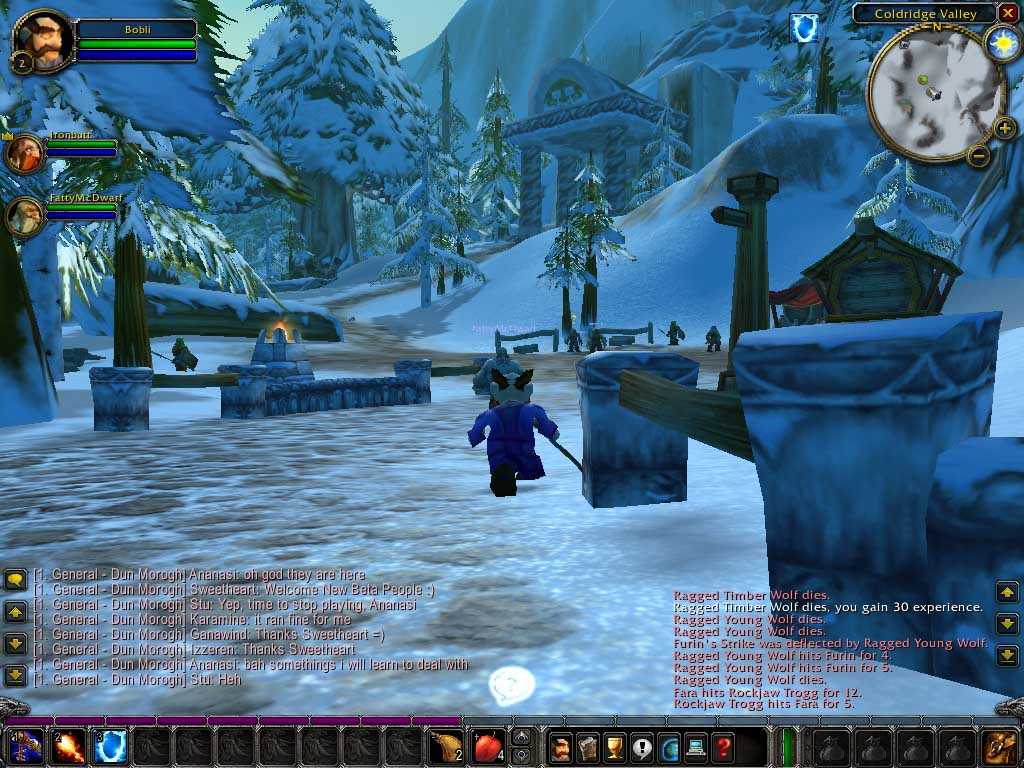 Bobli
2
Coldridge Valley
N
Ironbutt
FattyMcDwarf
FattyMcDwarf
[1. General - Dun Morogh] Ananasi: oh god they are here
[1. General - Dun Morogh] Sweetheart: Welcome New Beta People :)
[1. General - Dun Morogh] Stu: Yep, time to stop playing, Ananasi
[1. General - Dun Morogh] Karamine: it ran fine for me
[1. General - Dun Morogh] Ganawind: Thanks Sweetheart =)
[1. General - Dun Morogh] Izzeren: Thanks Sweetheart
[1. General - Dun Morogh] Ananasi: bah somethings i will learn to deal with
[1. General - Dun Morogh] Stu: Heh
Ragged Timber Wolf dies.
Ragged Timber Wolf dies, you gain 30 experience.
Ragged Young Wolf dies.
Ragged Young Wolf dies.
Furin's Strike was deflected by Ragged Young Wolf.
Ragged Young Wolf hits Furin for 4.
Ragged Young Wolf hits Furin for 5.
Ragged Young Wolf dies.
Fara hits Rockjaw Trogg for 12.
Rockjaw Trogg hits Fara for 5.
1 2 3 2 4